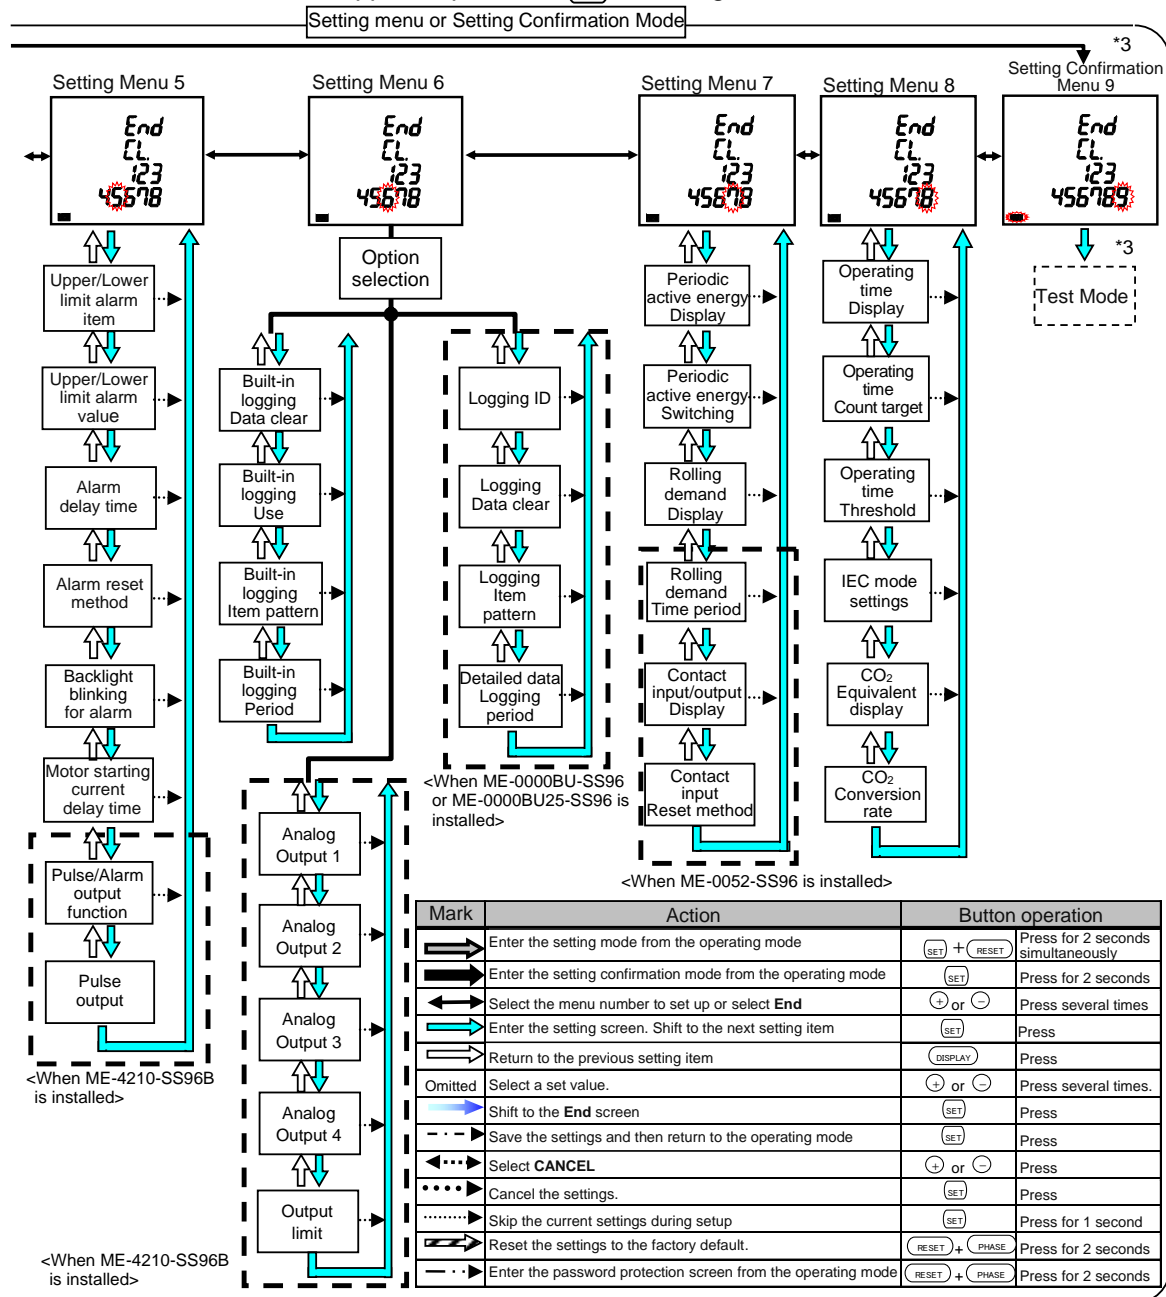 Setting menu or Setting Confirmation Mode
*3
Setting Menu 5
Setting Menu 6
Setting Menu 7
Setting Menu 8
Setting Confirmation
Menu 9
End
CL.
123
45678
End
CL.
123
45678
End
CL.
123
45678
End
CL.
123
45678
End
CL.
123
456789
*3
Test Mode
Upper/Lower
limit alarm
item
Upper/Lower
limit alarm
value
Alarm
delay time
Alarm reset
method
Backlight
blinking
for alarm
Motor starting
current
delay time
Pulse/Alarm
output
function
Pulse
output
<When ME-4210-SS96B
is installed>
Option
selection
Built-in
logging
Data clear
Built-in
logging
Use
Built-in
logging
Item pattern
Built-in
logging
Period
Analog
Output 1
Analog
Output 2
Analog
Output 3
Analog
Output 4
Output
limit
<When ME-4210-SS96B
is installed>
Logging ID
Logging
Data clear
Logging
Item
pattern
Detailed data
Logging
period
<When ME-0000BU-SS96
or ME-0000BU25-SS96 is
installed>
Periodic
active energy
Display
Periodic
active energy
Switching
Rolling
demand
Display
Rolling
demand
Time period
Contact
input/output
Display
Contact
input
Reset method
<When ME-0052-SS96 is installed>
Operating
time
Display
Operating
time
Count target
Operating
time
Threshold
IEC mode
settings
CO2
Equivalent
display
CO2
Conversion
rate
Mark Action Button operation
Enter the setting mode from the operating mode SET + RESET Press for 2 seconds
simultaneously
Enter the setting confirmation mode from the operating mode SET Press for 2 seconds
Select the menu number to set up or select End + or - Press several times
Enter the setting screen. Shift to the next setting item SET Press
Return to the previous setting item DISPLAY Press
Omitted Select a set value. + or - Press several times.
Shift to the End screen SET Press
Save the settings and then return to the operating mode SET Press
Select CANCEL + or - Press
Cancel the settings. SET Press
Skip the current settings during setup SET Press for 1 second
Reset the settings to the factory default. RESET + PHASE Press for 2 seconds
Enter the password protection screen from the operating mode RESET + PHASE Press for 2 seconds